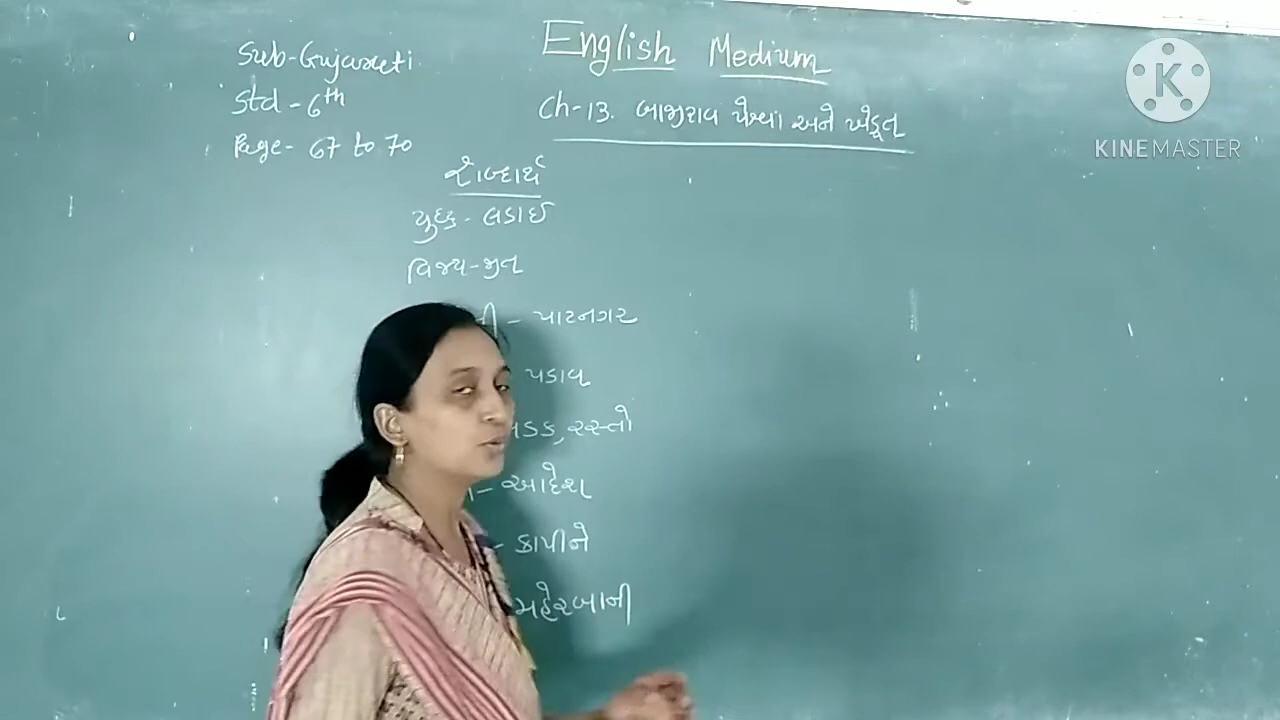 English Medium
Sub-Gujarati
Std - 6th
Page- 67 to 70
Ch-13. બાજીરાવ પેશ્વા અને ખેડૂત
શબ્દાર્થ
યુદ્ધ - લડાઈ
વિજય-જીત
ની - પાટનગર
પડાવ
સડક, રસ્તો
- આદેશ
- કાપીને
મહેરબાની
K
KINEMASTER